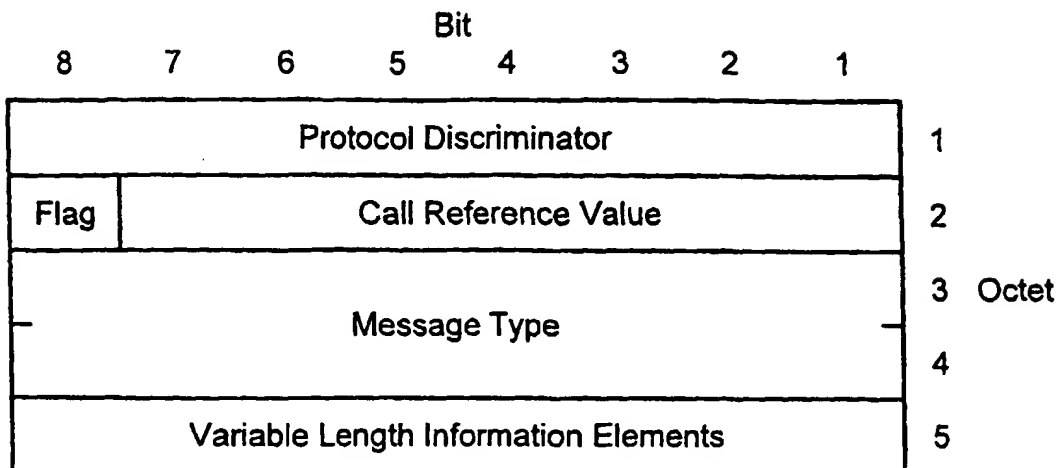 Bit
8 7 6 5 4 3 2 1
Protocol Discriminator 1
Flag Call Reference Value 2
3 Octet
Message Type
4
Variable Length Information Elements 5